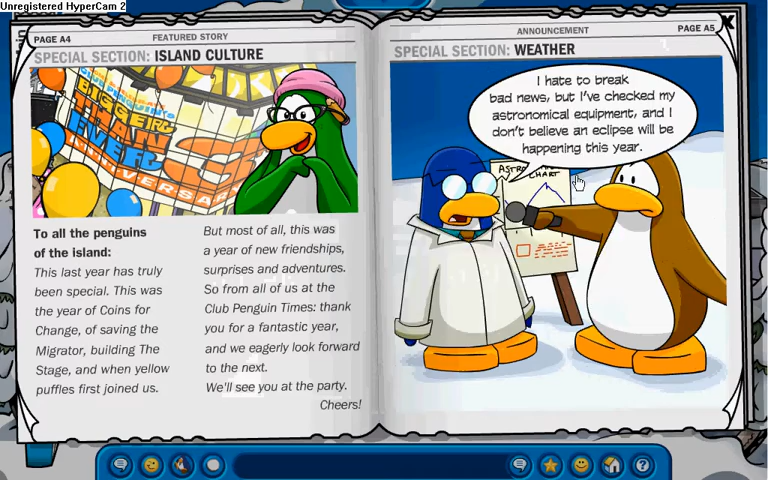 Unregistered HyperCam 2
PAGE A4
FEATURED STORY
SPECIAL SECTION: ISLAND CULTURE
BIGGER
THAN
EVER
3
ANNIVERSARY
To all the penguins
of the island:
This last year has truly
been special. This was
the year of Coins for
Change, of saving the
Migrator, building The
Stage, and when yellow
puffles first joined us.
But most of all, this was
a year of new friendships,
surprises and adventures.
So from all of us at the
Club Penguin Times: thank
you for a fantastic year,
and we eagerly look forward
to the next.
We'll see you at the party.
Cheers!
ANNOUNCEMENT
PAGE A5
X
SPECIAL SECTION: WEATHER
I hate to break
bad news, but I've checked my
astronomical equipment, and I
don't believe an eclipse will be
happening this year.
CHART
?